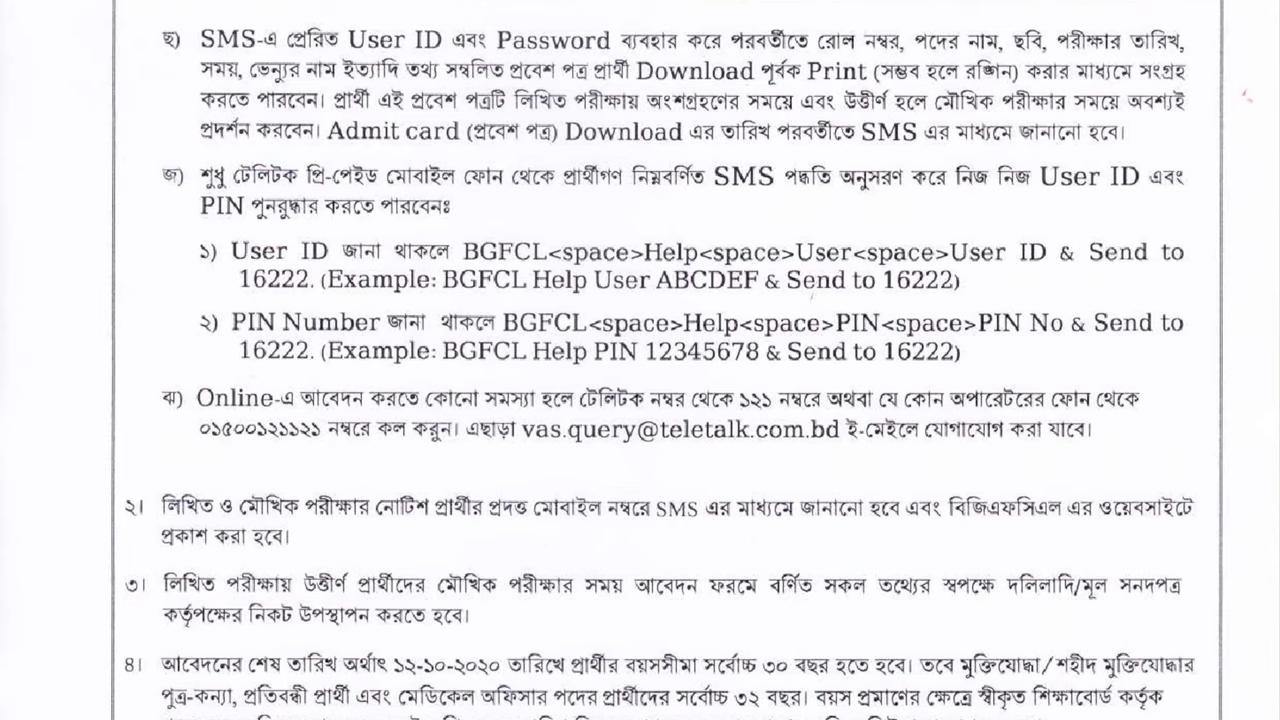 ছ) SMS-এ প্রেরিত User ID এবং Password ব্যবহার করে পরবর্তীতে রোল নম্বর, পদের নাম, ছবি, পরীক্ষার তারিখ,
সময়, ভেন্যুর নাম ইত্যাদি তথ্য সম্বলিত প্রবেশ পত্র প্রার্থী Download পূর্বক Print (সম্ভব হলে রঙ্গিন) করার মাধ্যমে সংগ্রহ
করতে পারবেন। প্রার্থী এই প্রবেশ পত্রটি লিখিত পরীক্ষায় অংশগ্রহণের সময়ে এবং উত্তীর্ণ হলে মৌখিক পরীক্ষার সময়ে অবশ্যই
প্রদর্শন করবেন। Admit card (প্রবেশ পত্র) Download এর তারিখ পরবর্তীতে SMS এর মাধ্যমে জানানো হবে।
জ) শুধু টেলিটক প্রি-পেইড মোবাইল ফোন থেকে প্রার্থীগণ নিম্নবর্ণিত SMS পদ্ধতি অনুসরণ করে নিজ নিজ User ID এবং
PIN পুনরুদ্ধার করতে পারবেনঃ
১) User ID জানা থাকলে BGFCL<space>Help<space>User<space>User ID & Send to
16222. (Example: BGFCL Help User ABCDEF & Send to 16222)
২) PIN Number জানা থাকলে BGFCL<space>Help<space>PIN<space>PIN No & Send to
16222. (Example: BGFCL Help PIN 12345678 & Send to 16222)
ঝ) Online-এ আবেদন করতে কোনো সমস্যা হলে টেলিটক নম্বর থেকে ১২১ নম্বরে অথবা যে কোন অপারেটরের ফোন থেকে
০১৫০০১২১১২১ নম্বরে কল করুন। এছাড়া vas.query@teletalk.com.bd ই-মেইলে যোগাযোগ করা যাবে।
২। লিখিত ও মৌখিক পরীক্ষার নোটিশ প্রার্থীর প্রদত্ত মোবাইল নম্বরে SMS এর মাধ্যমে জানানো হবে এবং বিজিএফসিএল এর ওয়েবসাইটে
প্রকাশ করা হবে।
৩। লিখিত পরীক্ষায় উত্তীর্ণ প্রার্থীদের মৌখিক পরীক্ষার সময় আবেদন ফরমে বর্ণিত সকল তথ্যের স্বপক্ষে দলিলাদি/মূল সনদপত্র
কর্তৃপক্ষের নিকট উপস্থাপন করতে হবে।
৪। আবেদনের শেষ তারিখ অর্থাৎ ১২-১০-২০২০ তারিখে প্রার্থীর বয়সসীমা সর্বোচ্চ ৩০ বছর হতে হবে। তবে মুক্তিযোদ্ধা/শহীদ মুক্তিযোদ্ধার
পুত্র-কন্যা, প্রতিবন্ধী প্রার্থী এবং মেডিকেল অফিসার পদের প্রার্থীদের সর্বোচ্চ ৩২ বছর। বয়স প্রমাণের ক্ষেত্রে স্বীকৃত শিক্ষাবোর্ড কর্তৃক